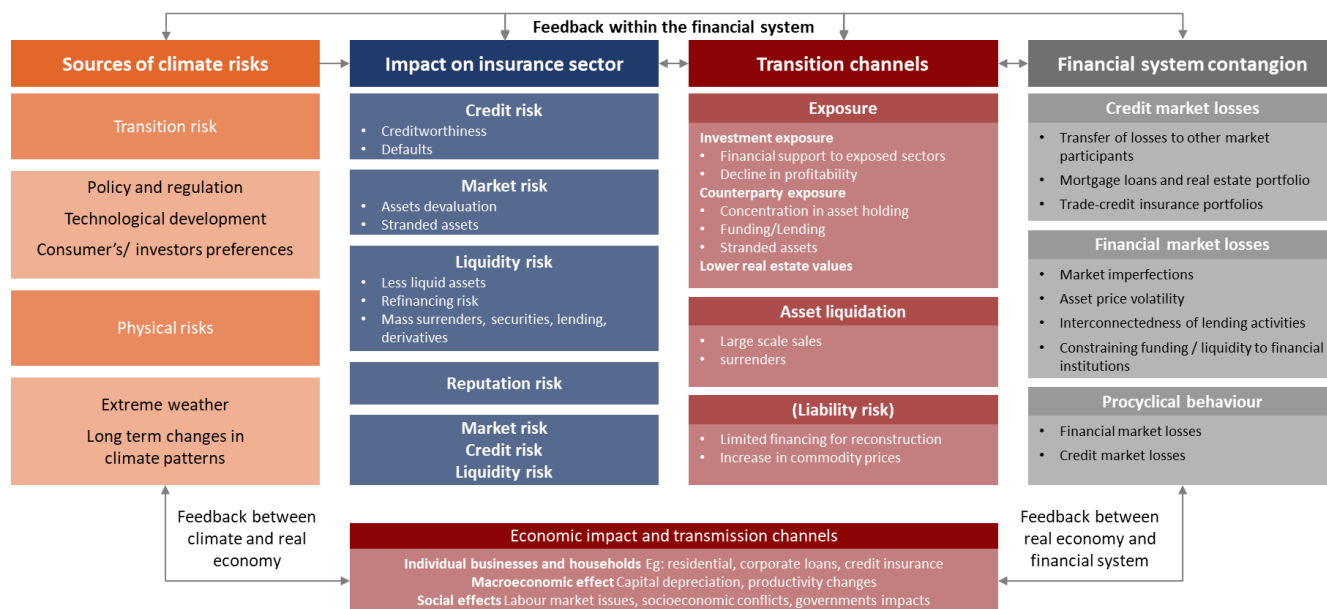 Feedback within the financial system
Sources of climate risks
Transition risk
Policy and regulation
Technological development
Consumer's/ investors preferences
Physical risks
Extreme weather
Long term changes in
climate patterns
Impact on insurance sector
Credit risk
• Creditworthiness
• Defaults
Market risk
• Assets devaluation
• Stranded assets
Liquidity risk
• Less liquid assets
• Refinancing risk
• Mass surrenders, securities, lending,
derivatives
Reputation risk
Market risk
Credit risk
Liquidity risk
Transition channels
Exposure
Investment exposure
• Financial support to exposed sectors
• Decline in profitability
Counterparty exposure
• Concentration in asset holding
• Funding/Lending
• Stranded assets
Lower real estate values
Asset liquidation
• Large scale sales
• surrenders
(Liability risk)
• Limited financing for reconstruction
• Increase in commodity prices
Financial system contangion
Credit market losses
• Transfer of losses to other market
participants
• Mortgage loans and real estate portfolio
• Trade-credit insurance portfolios
Financial market losses
• Market imperfections
• Asset price volatility
• Interconnectedness of lending activities
• Constraining funding / liquidity to financial
institutions
Procyclical behaviour
• Financial market losses
• Credit market losses
Feedback between
climate and real
economy
Economic impact and transmission channels
Individual businesses and households Eg: residential, corporate loans, credit insurance
Macroeconomic effect Capital depreciation, productivity changes
Social effects Labour market issues, socioeconomic conflicts, governments impacts
Feedback between
real economy and
financial system